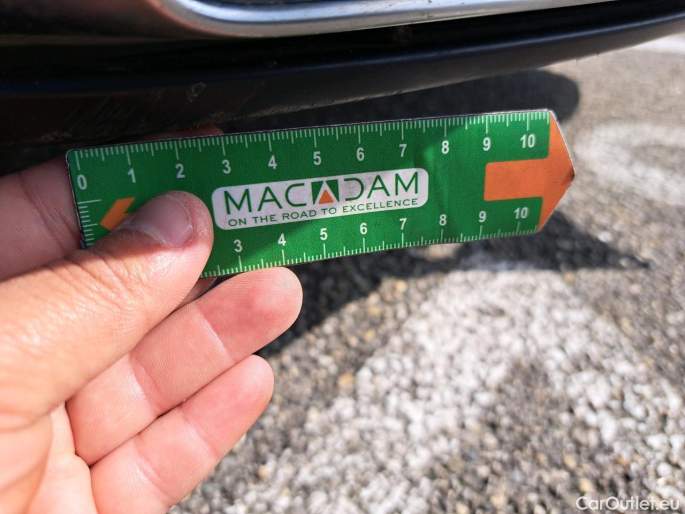 0 1 2 3 4 5 6 7 8 9 10
MACADAM
ON THE ROAD TO EXCELLENCE
3 4 5 6 7 8 9 10
CarOutlet.eu